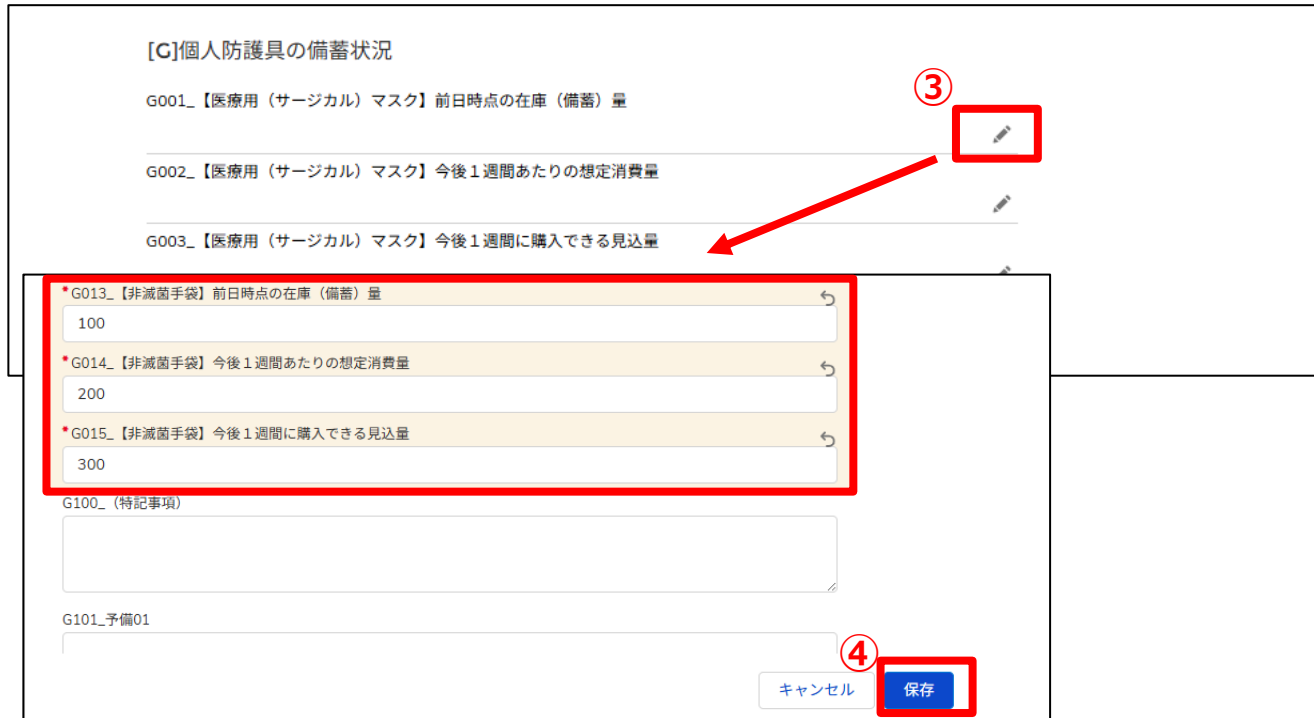 [G]個人防護具の備蓄状況
G001_【医療用（サージカル）マスク】前日時点の在庫（備蓄）量
③
G002_【医療用（サージカル）マスク】今後１週間あたりの想定消費量
G003_【医療用（サージカル）マスク】今後１週間に購入できる見込量
*G013_【非滅菌手袋】前日時点の在庫（備蓄）量
100
*G014_【非滅菌手袋】今後１週間あたりの想定消費量
200
*G015_【非滅菌手袋】今後１週間に購入できる見込量
300
G100_（特記事項）
G101_予備01
④
キャンセル
保存